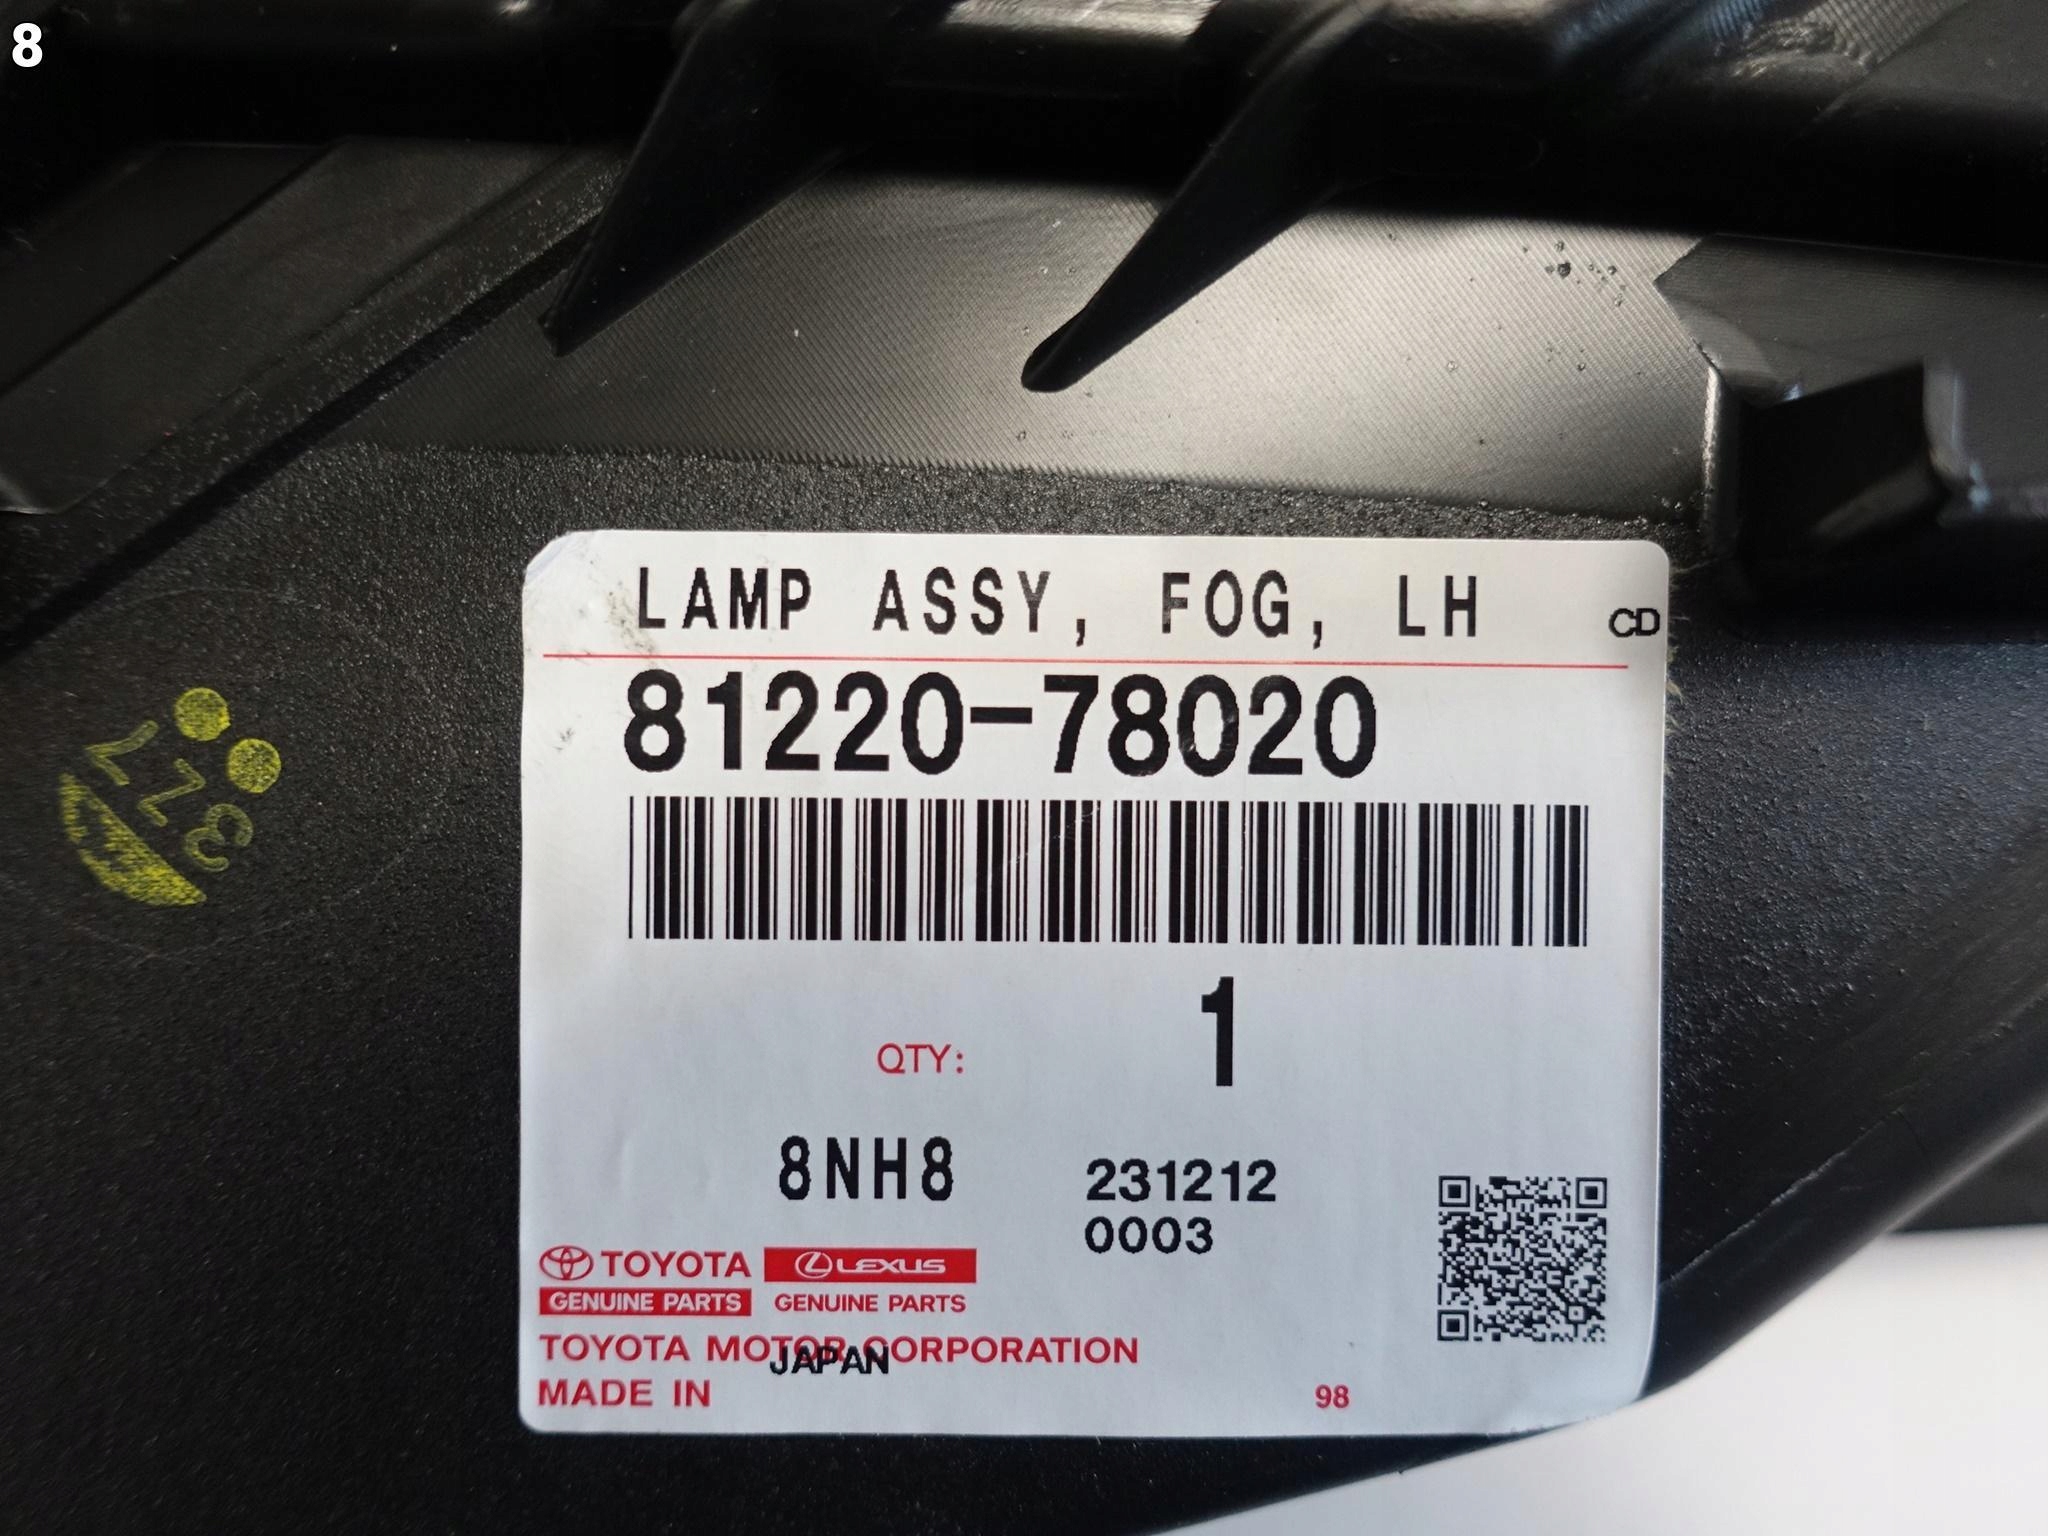 8
LAMP ASSY, FOG, LH
CD
81220-78020
QTY: 1
8NH8
231212
0003
TOYOTA LEXUS
GENUINE PARTS GENUINE PARTS
TOYOTA MOTOR CORPORATION
JAPAN
MADE IN
98
377